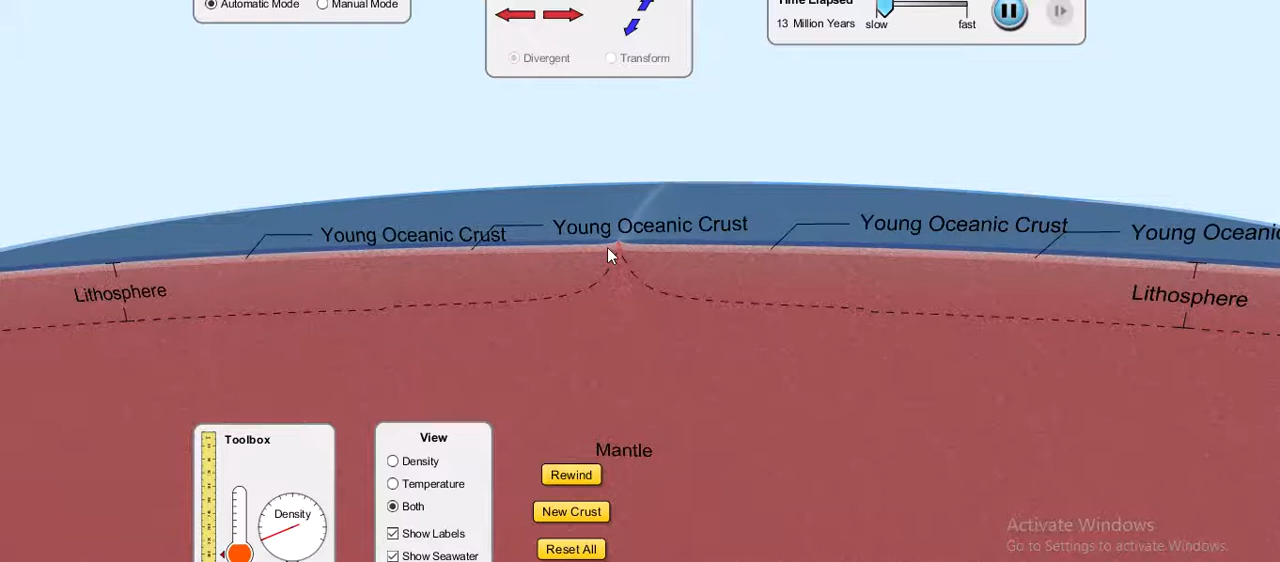 Automatic Mode Manual Mode
Divergent Transform
Time Elapsed
13 Million Years slow fast
Young Oceanic Crust Young Oceanic Crust Young Oceanic Crust Young Oceanic
Lithosphere Lithosphere
Toolbox
Density
View
Density
Temperature
Both
Show Labels
Show Seawater
Mantle
Rewind
New Crust
Reset All
Activate Windows
Go to Settings to activate Windows.